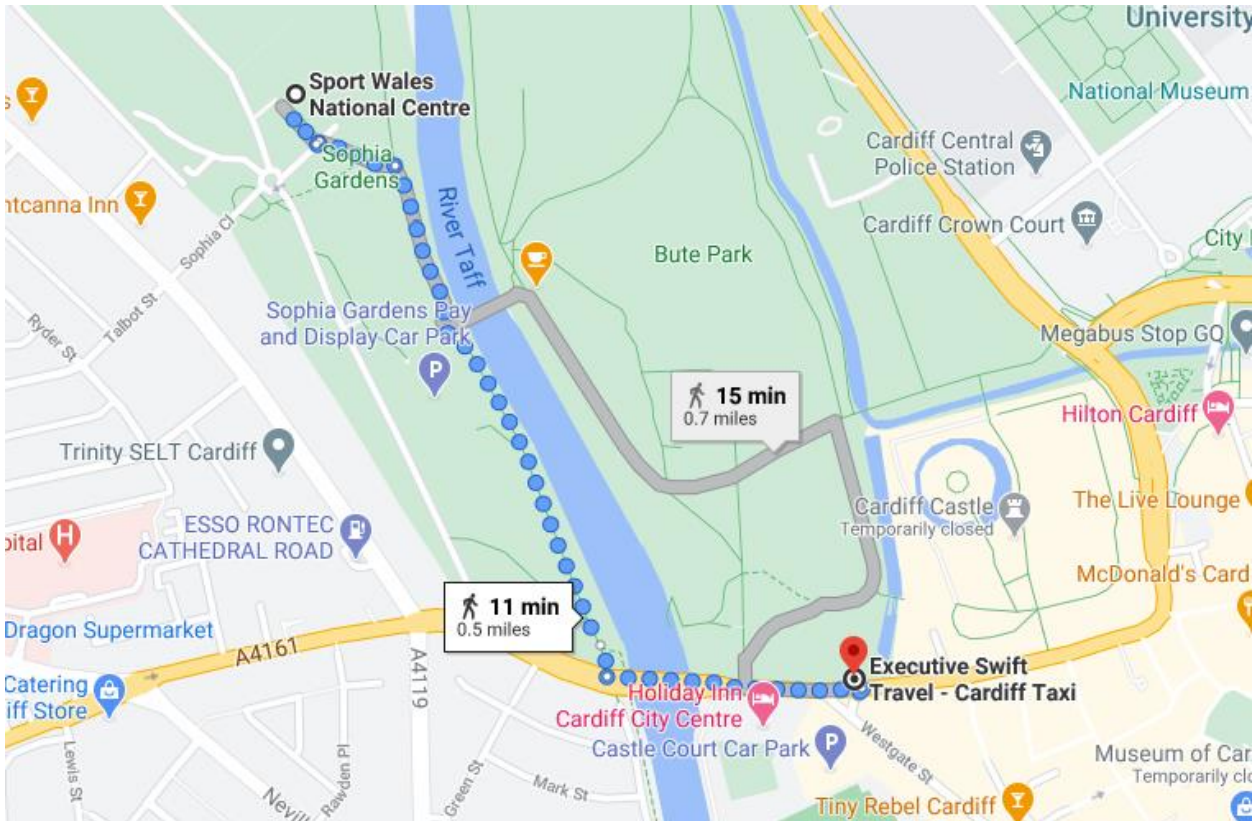 University
Sport Wales
National Centre
National Museum
Cardiff Central
Police Station
Sophia
Gardens
ntcanna Inn
River Taff
Cardiff Crown Court
Sophia Cl
City
Bute Park
Talbot St
Sophia Gardens Pay
and Display Car Park
Ryder St
P
Megabus Stop GQ
15 min
0.7 miles
Hilton Cardiff
Trinity SELT Cardiff
Cardiff Castle
Temporarily closed
The Live Lounge
ESSO RONTEC
CATHEDRAL ROAD
pital H
McDonald's Card
11 min
0.5 miles
Dragon Supermarket
A4161
A4119
Executive Swift
Travel - Cardiff Taxi
Catering
iff Store
Holiday Inn
Cardiff City Centre
Castle Court Car Park
P
Westgate St
Museum of Car
Temporarily clo
Lewis St
Nevill
Rawden Pl
Green St
Mark St
Tiny Rebel Cardiff